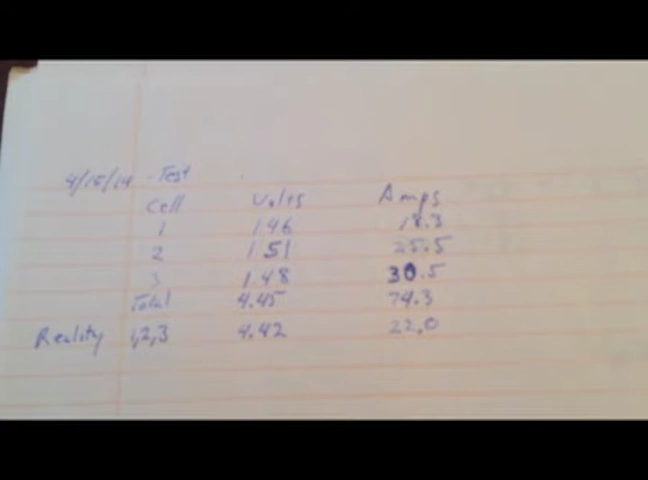 4/15/14 - Test
Cell Volts Amps
1 1.46 18.3
2 1.51 25.5
3 1.48 30.5
Total 4.45 74.3
Reality 1,2,3 4.42 22.0